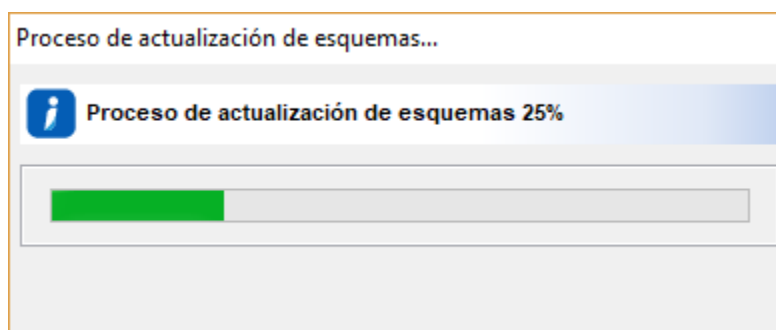 Proceso de actualización de esquemas...
Proceso de actualización de esquemas 25%